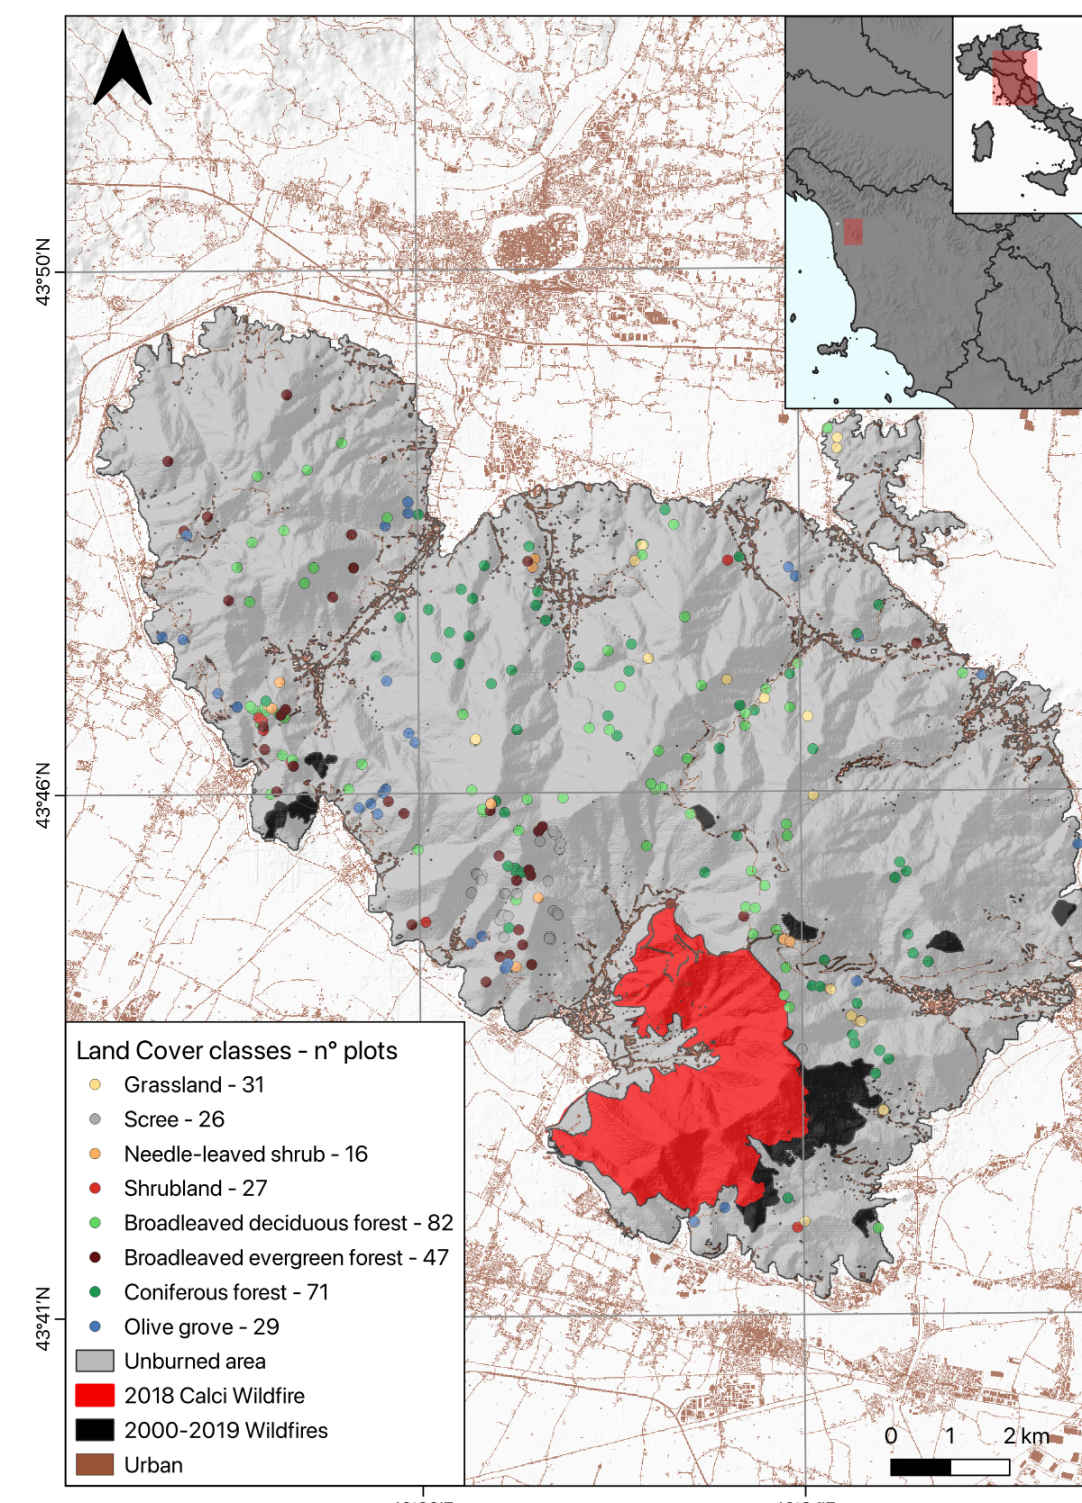 43°50'N
43°46'N
43°41'N
Land Cover classes - n° plots
Grassland - 31
Scree - 26
Needle-leaved shrub - 16
Shrubland - 27
Broadleaved deciduous forest - 82
Broadleaved evergreen forest - 47
Coniferous forest - 71
Olive grove - 29
Unburned area
2018 Calci Wildfire
2000-2019 Wildfires
Urban
0 1 2 km